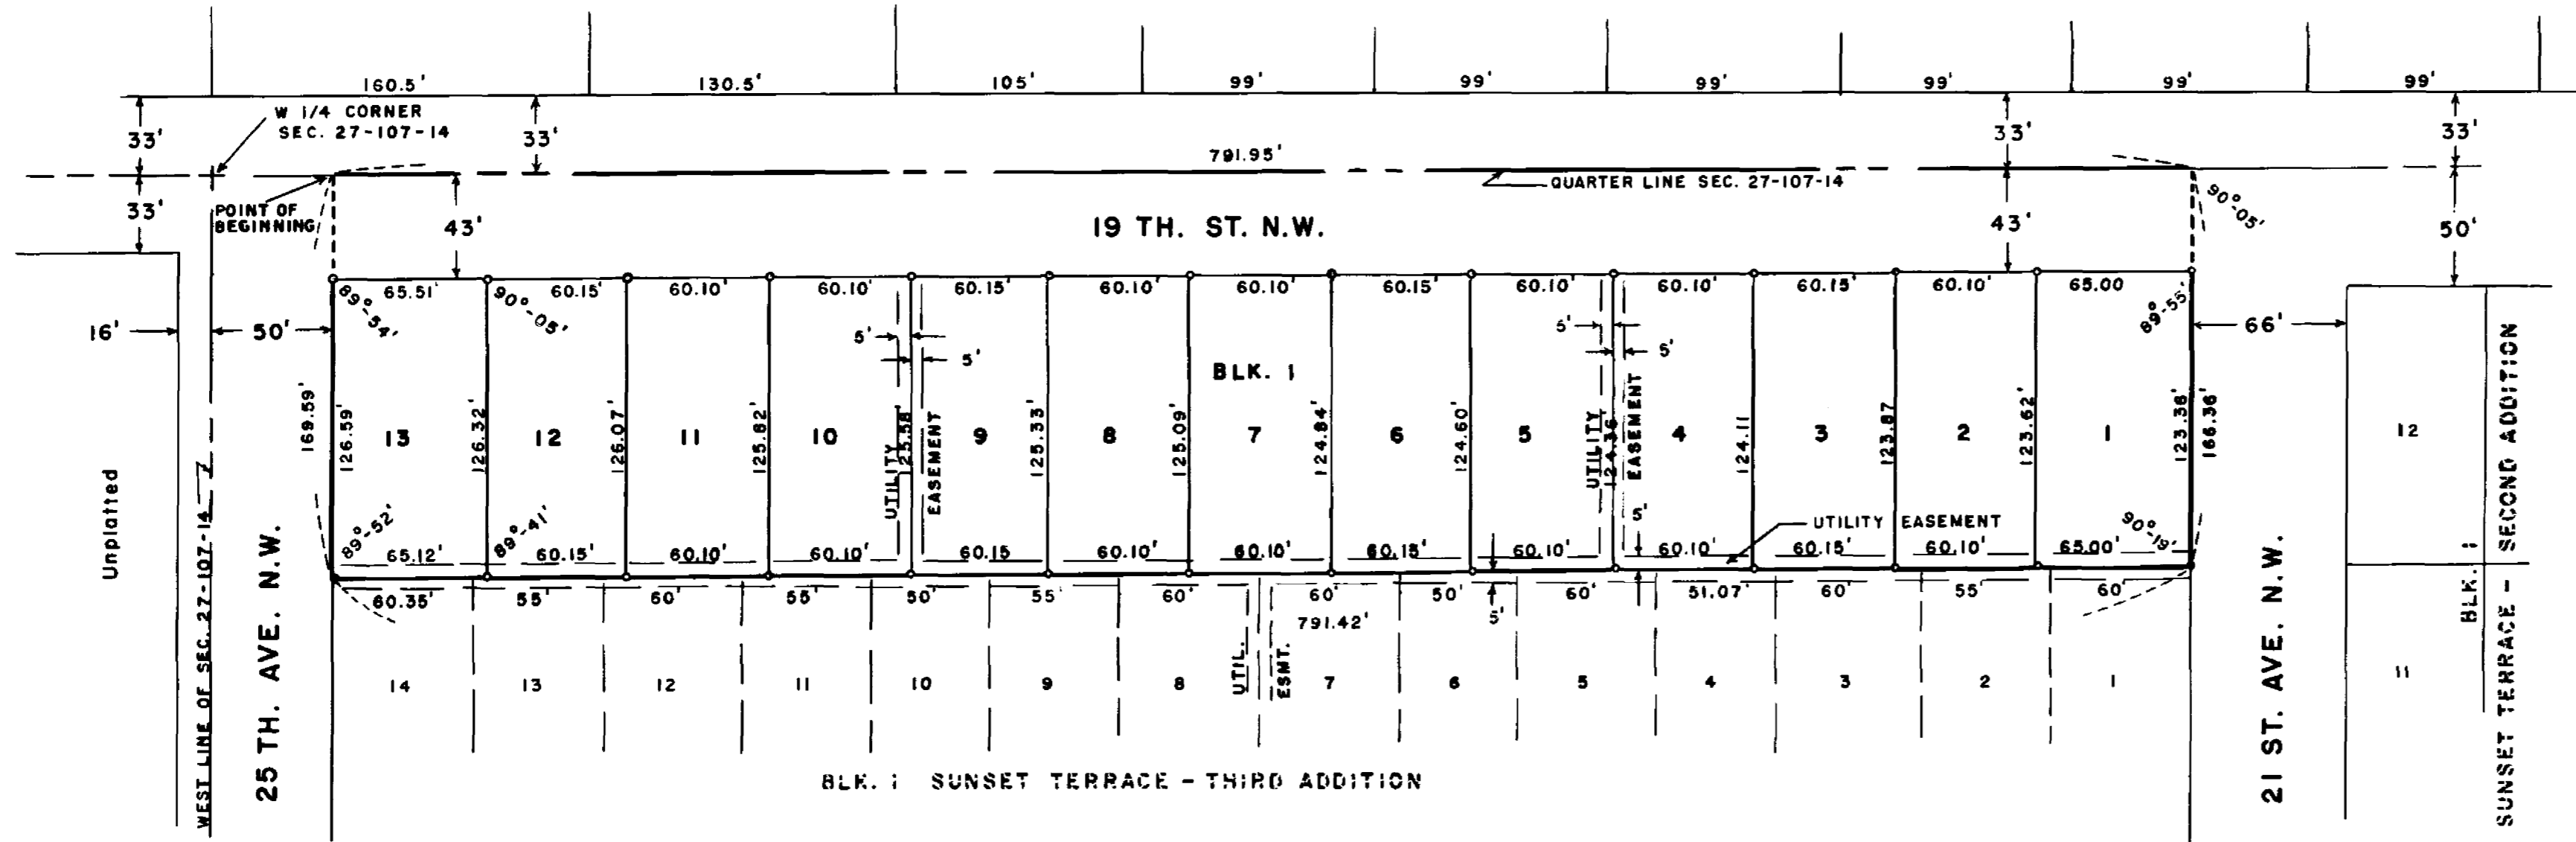 160.5' 130.5' 105' 99' 99' 99' 99' 99' 99'
W 1/4 CORNER
SEC. 27-107-14
33' 33' 33' 33'
791.95'
QUARTER LINE SEC. 27-107-14
33'
POINT OF
BEGINNING
43' 43' 50'
90°-05'
19 TH. ST. N.W.
65.51' 60.15' 60.10' 60.10' 60.15' 60.10' 60.10' 60.15' 60.10' 60.10' 60.15' 60.10' 65.00
89°-54' 90°-05' 89°-55'
16' 50' 5' 5' 5' 5' 66'
BLK. 1
169.59' 126.59' 126.32' 126.07' 125.82' 125.58' 125.33' 125.09' 124.84' 124.60' 124.36' 124.11 123.87 123.62' 123.38' 166.36'
13 12 11 10 9 8 7 6 5 4 3 2 1 12
UTILITY EASEMENT
UTILITY EASEMENT
5'
UTILITY EASEMENT
89°-52' 89°-41' 90°-19'
65.12' 60.15' 60.10' 60.10' 60.15 60.10' 60.10' 60.15' 60.10' 60.10' 60.15' 60.10' 65.00'
60.35' 55' 60' 55' 50' 55' 60' 60' 50' 60' 51.07' 60' 55' 60'
5'
791.42'
UTIL. ESMT.
14 13 12 11 10 9 8 7 6 5 4 3 2 1 11
BLK. 1 SUNSET TERRACE - THIRD ADDITION
Unplatted
WEST LINE OF SEC. 27-107-14
25 TH. AVE. N.W.
21 ST. AVE. N.W.
BLK. 1
SUNSET TERRACE - SECOND ADDITION